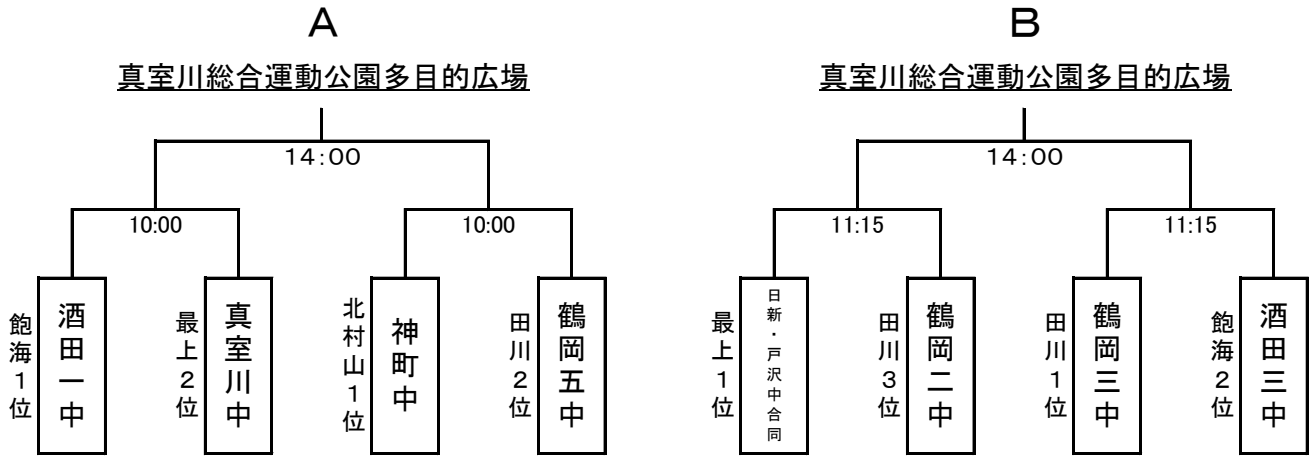 A
真室川総合運動公園多目的広場
14:00
10:00
10:00
飽海1位
酒田一中
最上2位
真室川中
北村山1位
神町中
田川2位
鶴岡五中
B
真室川総合運動公園多目的広場
14:00
11:15
11:15
最上1位
日新・戸沢中合同
田川3位
鶴岡二中
田川1位
鶴岡三中
飽海2位
酒田三中